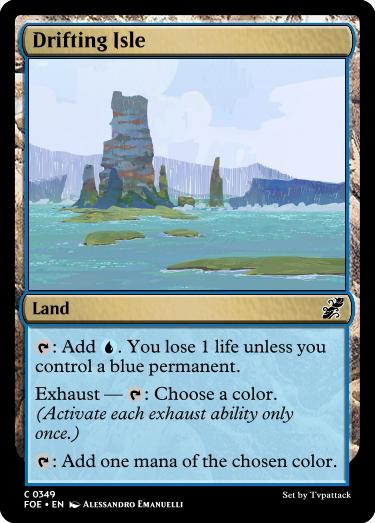 Drifting Isle
Land
: Add . You lose 1 life unless you
control a blue permanent.
Exhaust — : Choose a color.
(Activate each exhaust ability only
once.)
: Add one mana of the chosen color.
C 0349
FOE • EN Alessandro Emanuelli
Set by Tvpattack